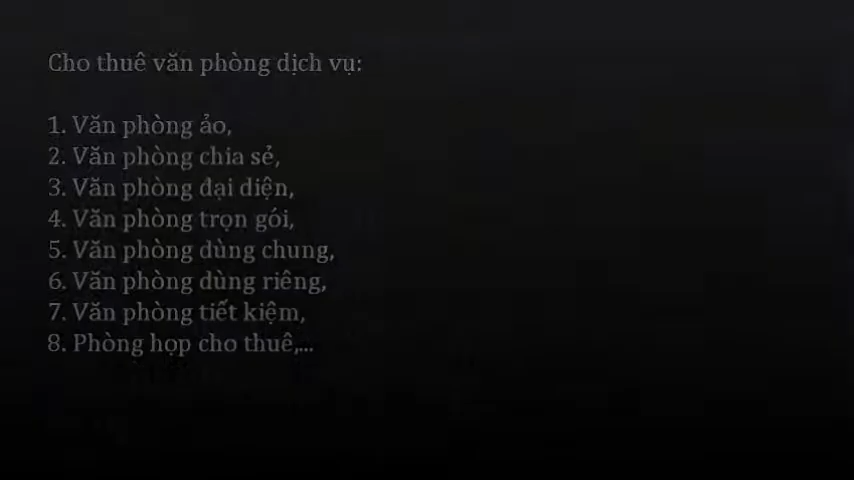 Cho thuê văn phòng dịch vụ:
1. Văn phòng ảo,
2. Văn phòng chia sẻ,
3. Văn phòng đại diện,
4. Văn phòng trọn gói,
5. Văn phòng dùng chung,
6. Văn phòng dùng riêng,
7. Văn phòng tiết kiệm,
8. Phòng họp cho thuê,...